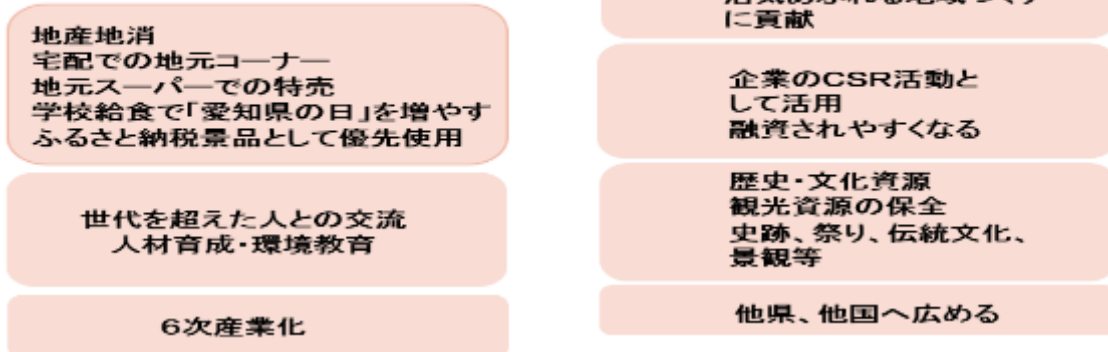 地産地消
宅配での地元コーナー
地元スーパーでの特売
学校給食で「愛知県の日」を増やす
ふるさと納税景品として優先使用
世代を超えた人との交流
人材育成・環境教育
6次産業化
に貢献
企業のCSR活動と
して活用
融資されやすくなる
歴史・文化資源
観光資源の保全
史跡、祭り、伝統文化、
景観等
他県、他国へ広める